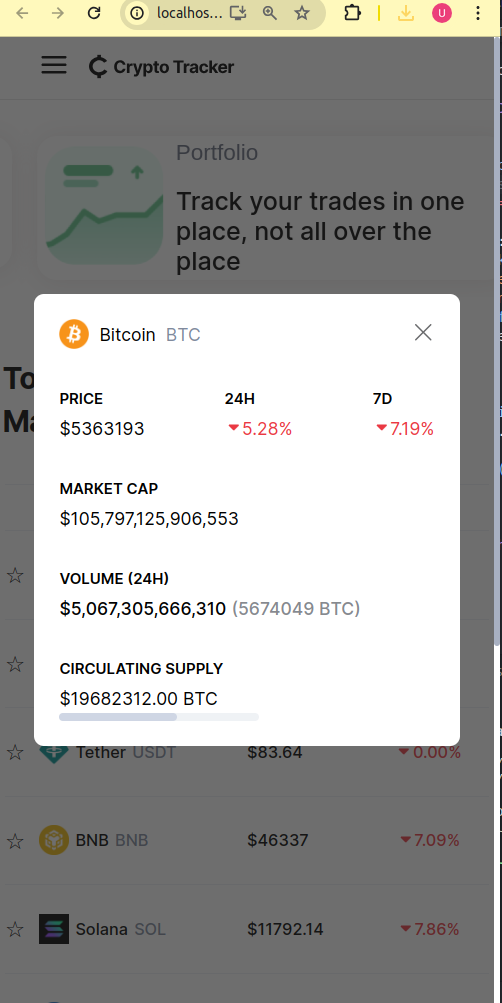 localhos...
U
Crypto Tracker
Portfolio
Track your trades in one
place, not all over the
place
To
Ma
Bitcoin BTC
PRICE 24H 7D
$5363193 5.28% 7.19%
MARKET CAP
$105,797,125,906,553
VOLUME (24H)
$5,067,305,666,310 (5674049 BTC)
CIRCULATING SUPPLY
$19682312.00 BTC
Tether USDT $83.64 0.00%
BNB BNB $46337 7.09%
Solana SOL $11792.14 7.86%